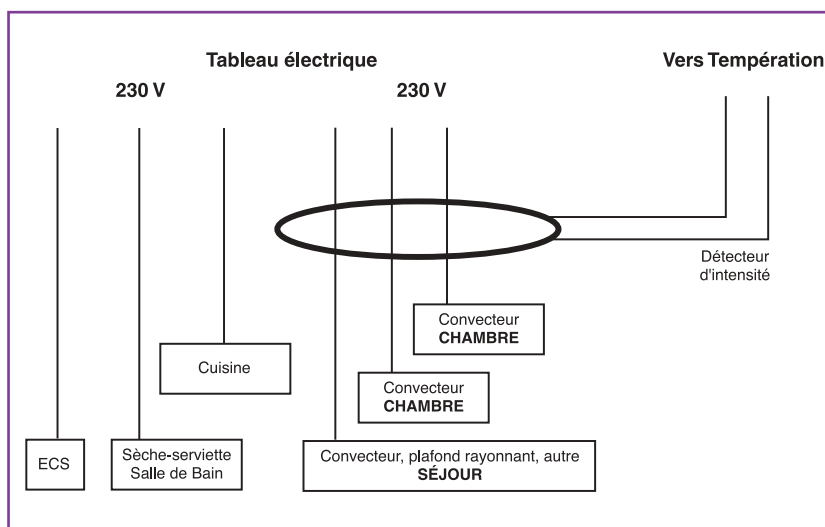 Tableau électrique
Vers Températion
230 V
230 V
Détecteur
d'intensité
Convecteur
CHAMBRE
Cuisine
Convecteur
CHAMBRE
ECS
Sèche-serviette
Salle de Bain
Convecteur, plafond rayonnant, autre
SÉJOUR